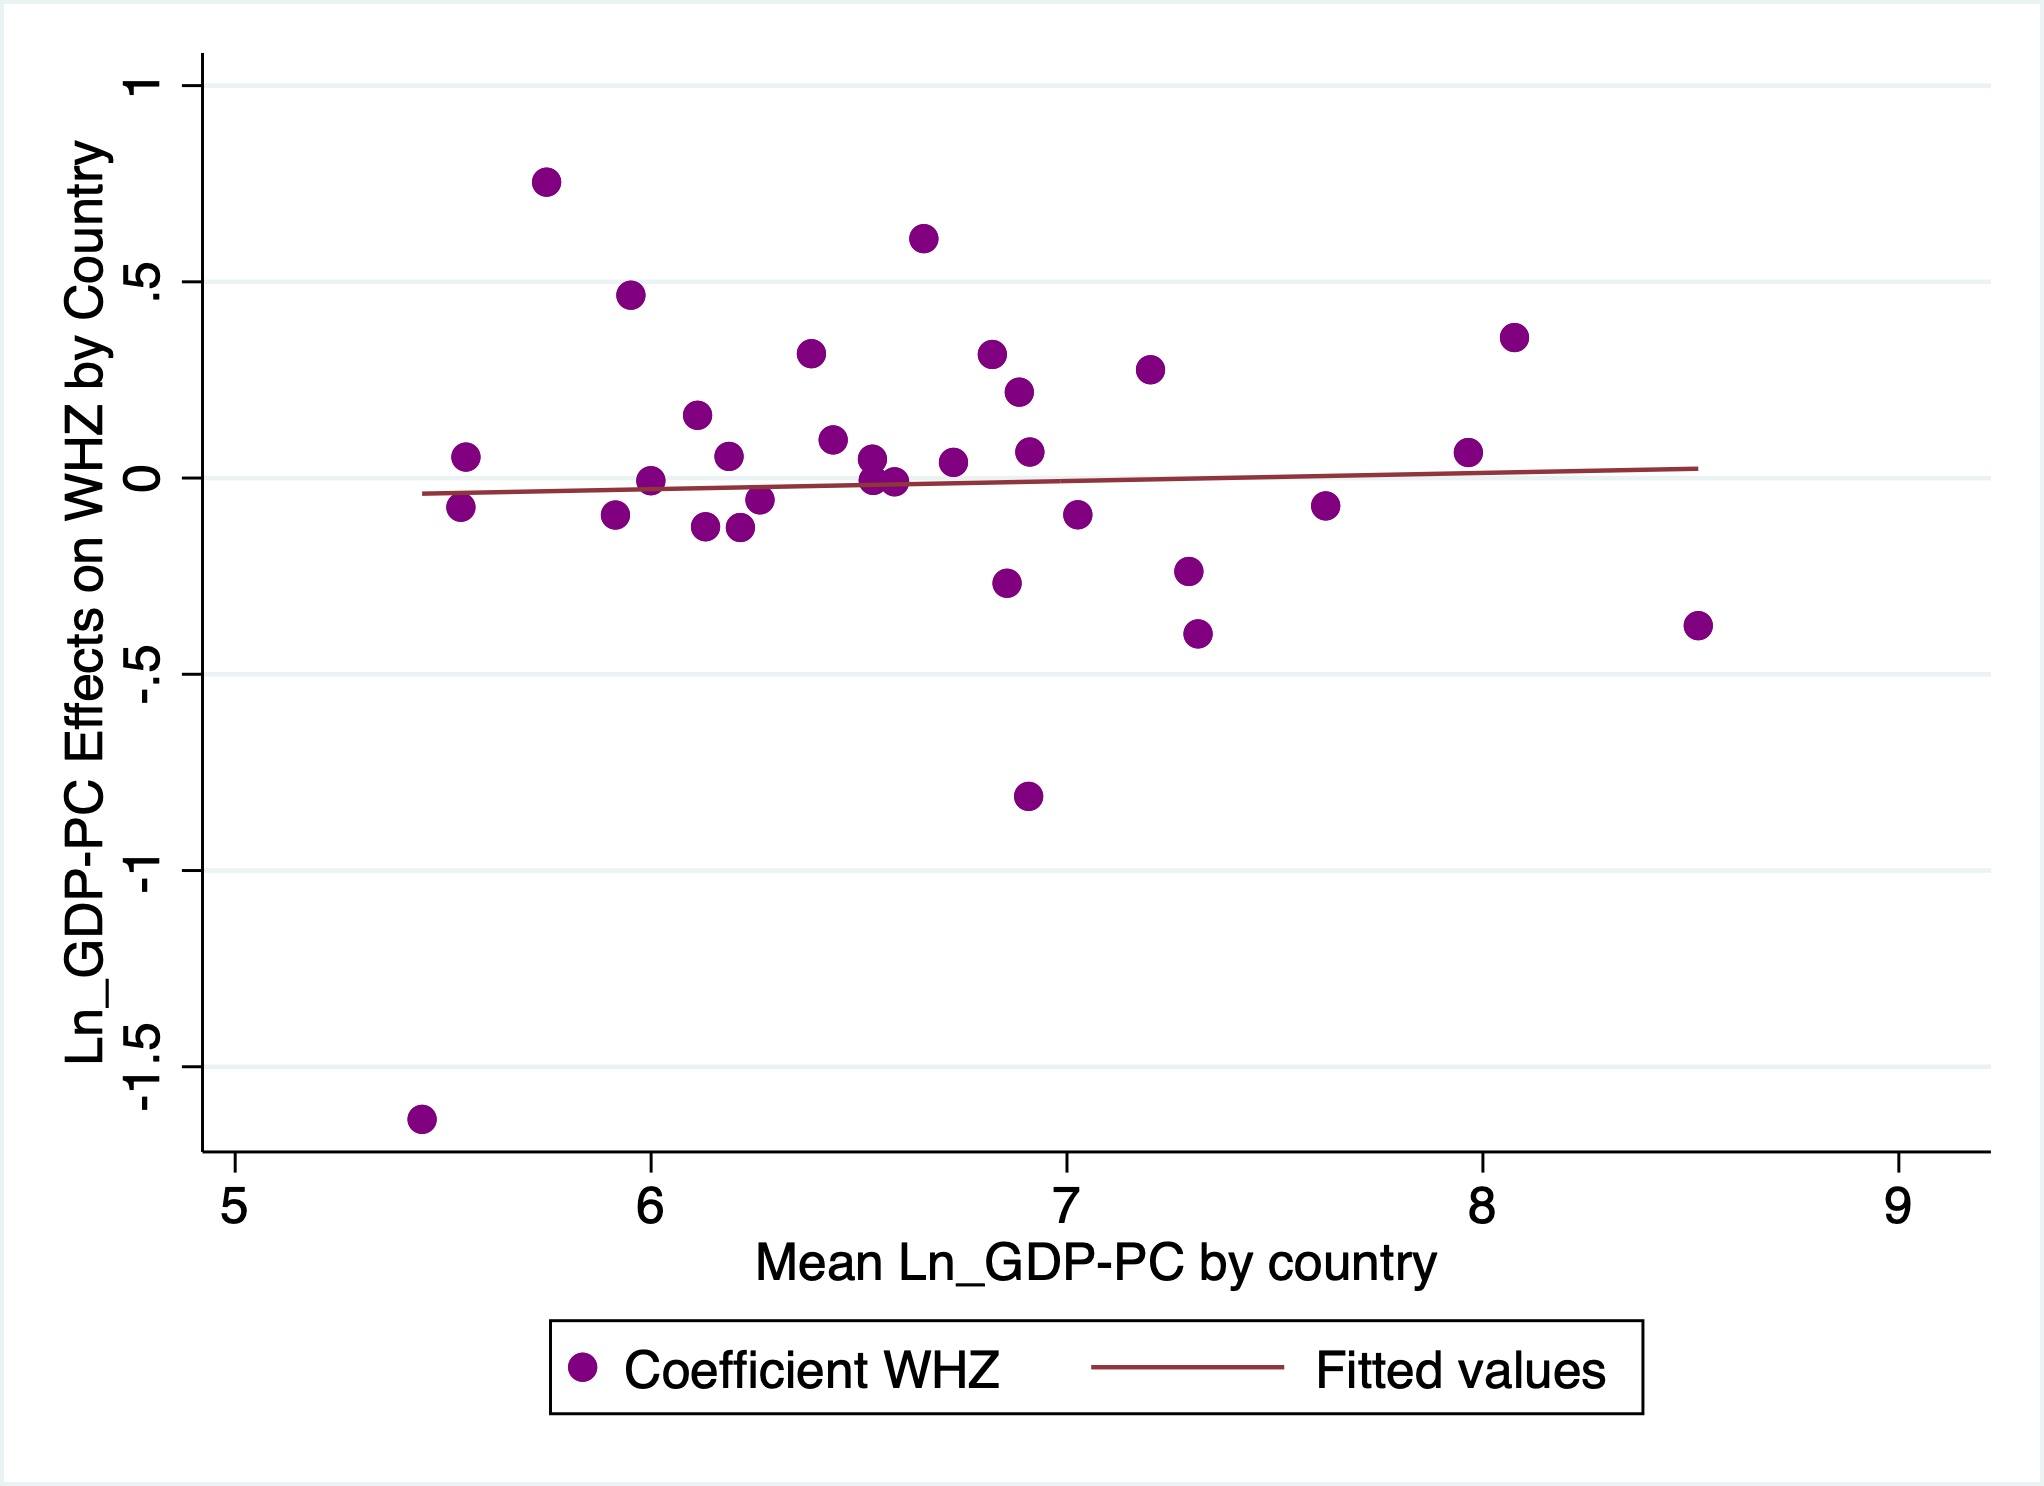 Ln_GDP-PC Effects on WHZ by Country
1
.5
0
-.5
-1
-1.5
5 6 7 8 9
Mean Ln_GDP-PC by country
Coefficient WHZ Fitted values